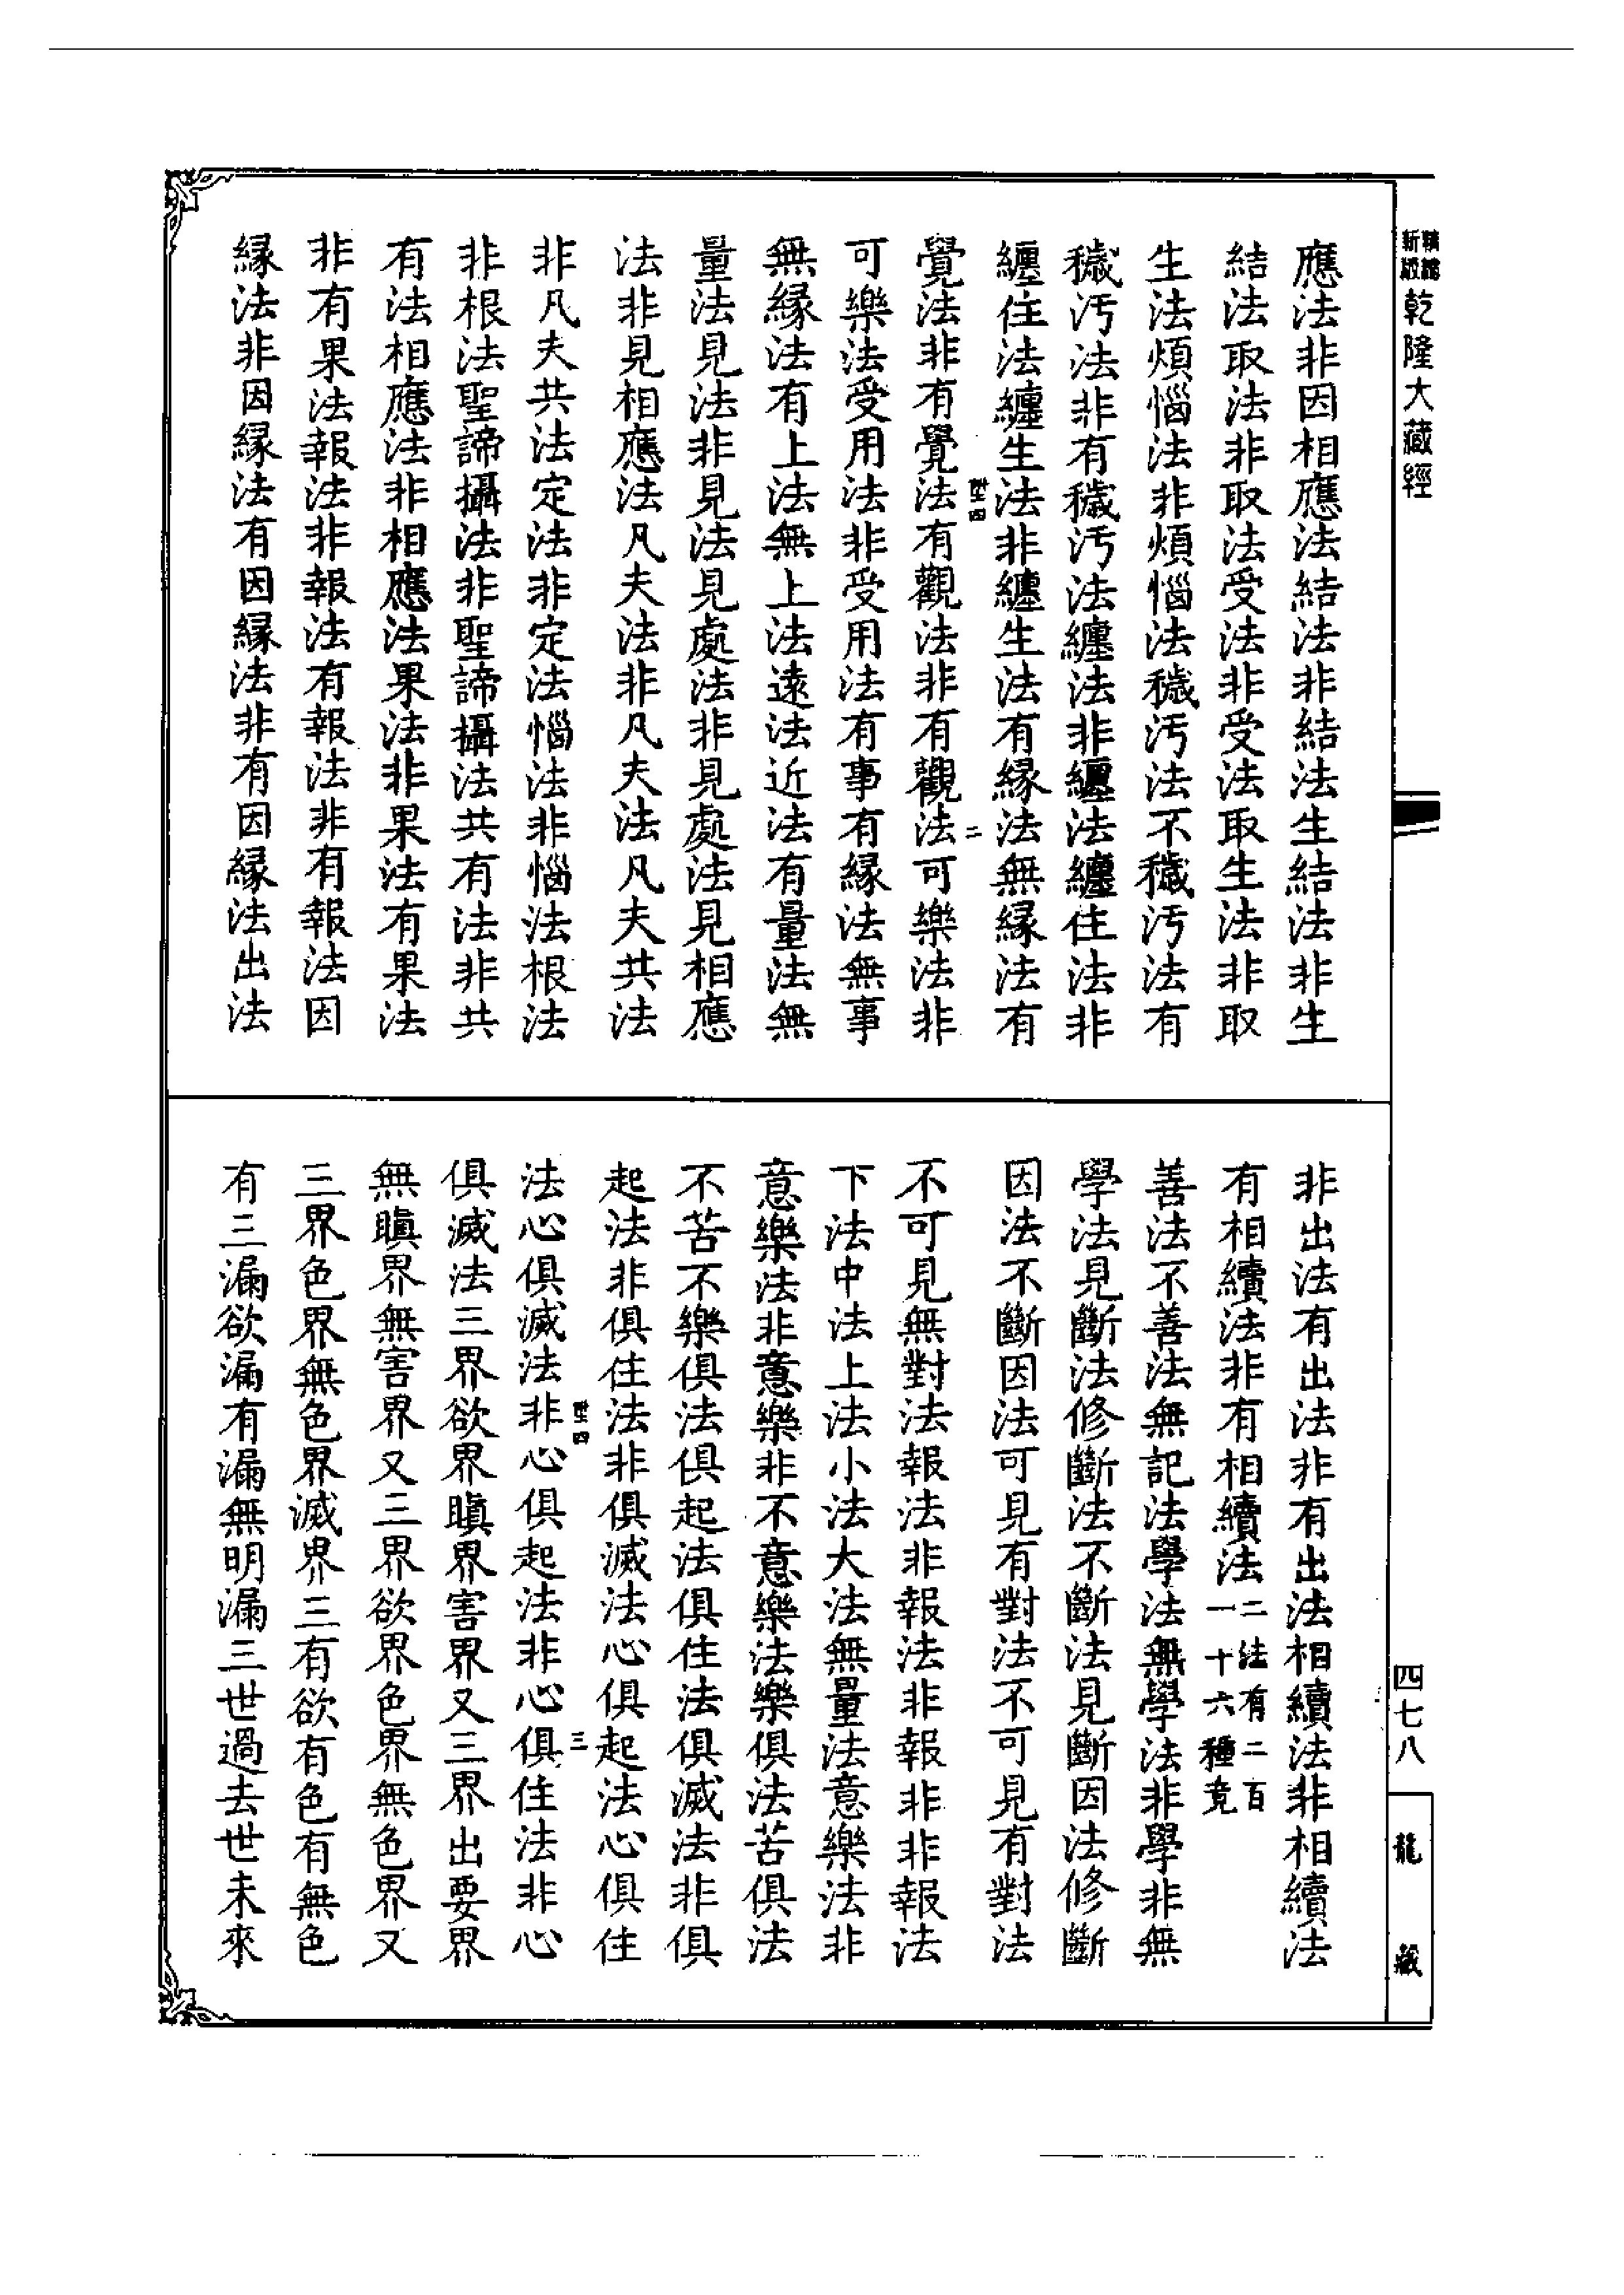 新編縮版乾隆大藏經
應法非因相應法結法非結法生結法非生
結法取法非取法受法非受法取生法非取
生法煩惱法非煩惱法穢污法不穢污法有
穢污法非有穢污法纏法非纏法纏住法非
纏住法纏生法非纏生法有緣法無緣法有
覺法非有覺法有觀法非有觀法可樂法非
可樂法受用法非受用法有事有緣法無事
無緣法有上法無上法遠法近法有量法無
量法見法非見法見處法非見處法見相應
法非見相應法凡夫法非凡夫法凡夫共法
非凡夫共法定法非定法惱法非惱法根法
非根法聖諦攝法非聖諦攝法共有法非共
有法相應法非相應法果法非果法有果法
非有果法報法非報法有報法非有報法因
緣法非因緣法有因緣法非有因緣法出法
二
非出法有出法非有出法相續法非相續法
有相續法非有相續法二法有二百一十六種竟
善法不善法無記法學法無學法非學非無
學法見斷法修斷法不斷法見斷因法修斷
因法不斷因法可見有對法不可見有對法
不可見無對法報法非報法非報非非報法
下法中法上法小法大法無量法意樂法非
意樂法非意樂非不意樂法樂俱法苦俱法
不苦不樂俱法俱起法俱住法俱滅法非俱
起法非俱住法非俱滅法心俱起法心俱住
法心俱滅法非心俱起法非心俱住法非心
俱滅法三界欲界瞋界害界又三界出要界
無瞋界無害界又三界欲界色界無色界又
三界色界無色界滅界三有欲有色有無色
有三漏欲漏有漏無明漏三世過去世未來
三
四七八
龍藏